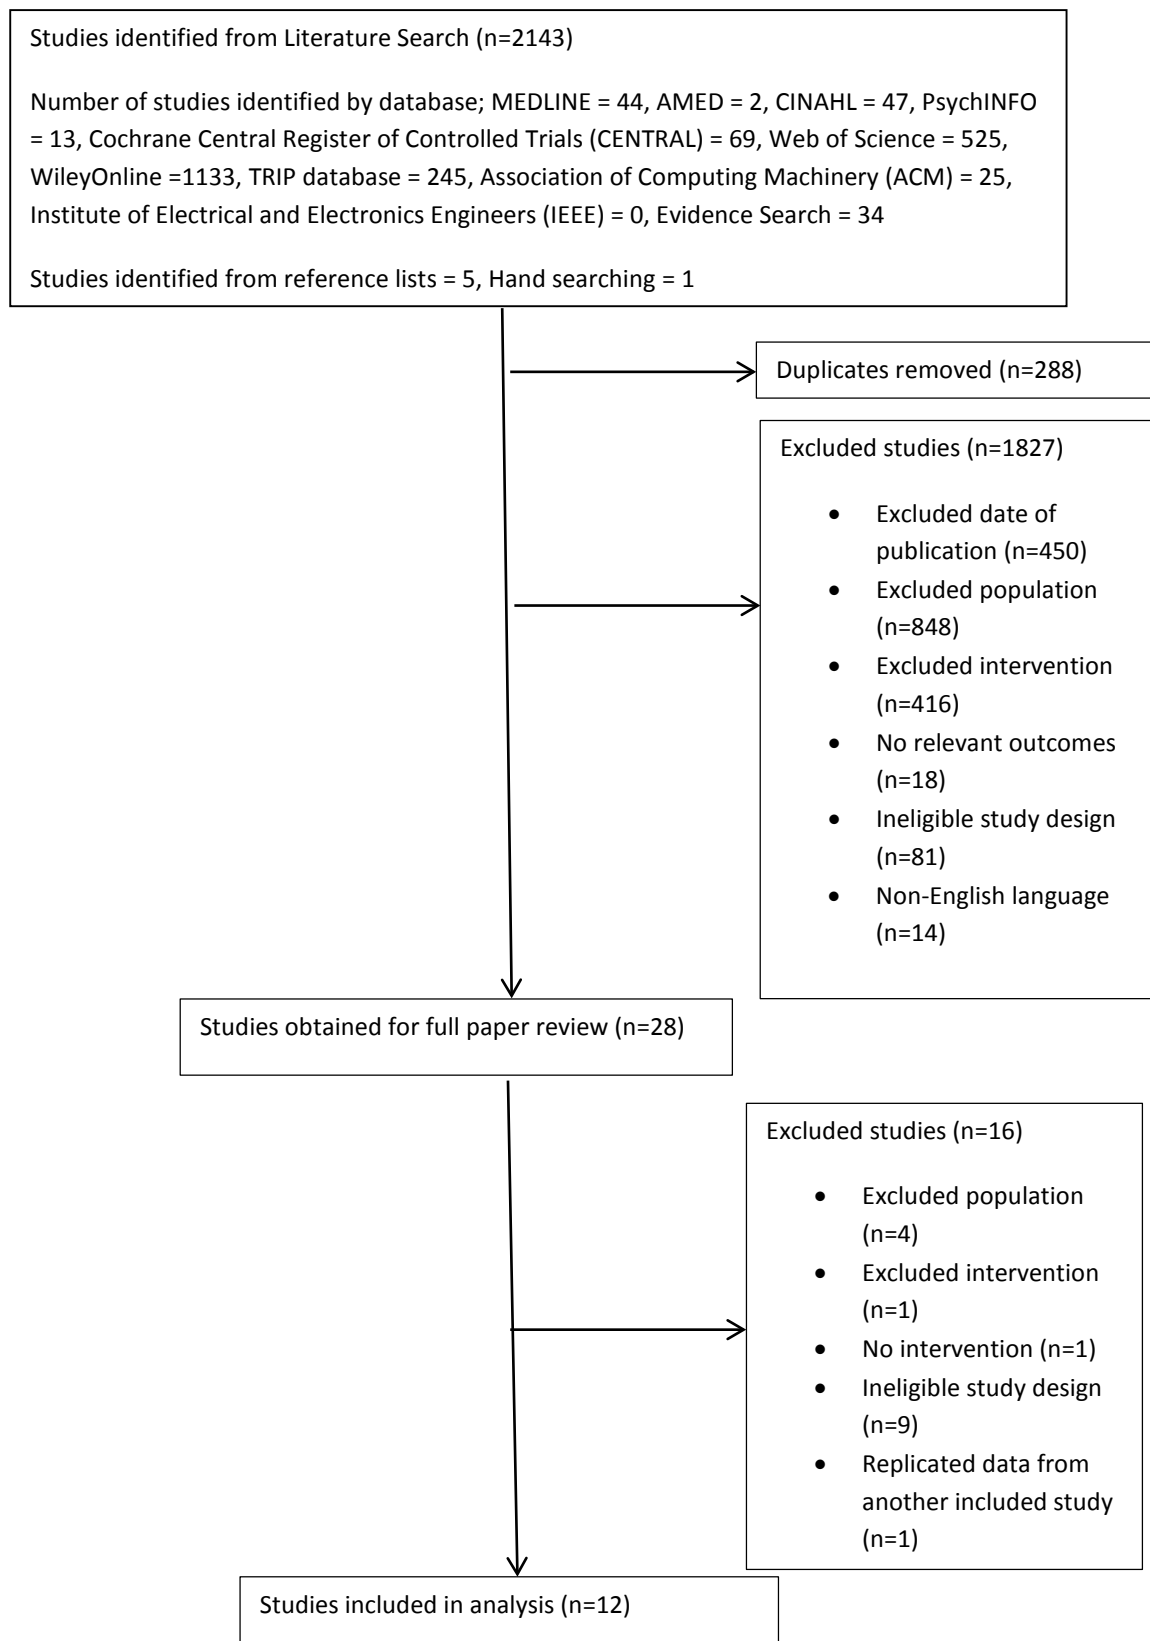 Studies identified from Literature Search (n=2143)
Number of studies identified by database; MEDLINE = 44, AMED = 2, CINAHL = 47, PsychINFO
= 13, Cochrane Central Register of Controlled Trials (CENTRAL) = 69, Web of Science = 525,
WileyOnline =1133, TRIP database = 245, Association of Computing Machinery (ACM) = 25,
Institute of Electrical and Electronics Engineers (IEEE) = 0, Evidence Search = 34
Studies identified from reference lists = 5, Hand searching = 1
Duplicates removed (n=288)
Excluded studies (n=1827)
• Excluded date of
publication (n=450)
• Excluded population
(n=848)
• Excluded intervention
(n=416)
• No relevant outcomes
(n=18)
• Ineligible study design
(n=81)
• Non-English language
(n=14)
Studies obtained for full paper review (n=28)
Excluded studies (n=16)
• Excluded population
(n=4)
• Excluded intervention
(n=1)
• No intervention (n=1)
• Ineligible study design
(n=9)
• Replicated data from
another included study
(n=1)
Studies included in analysis (n=12)